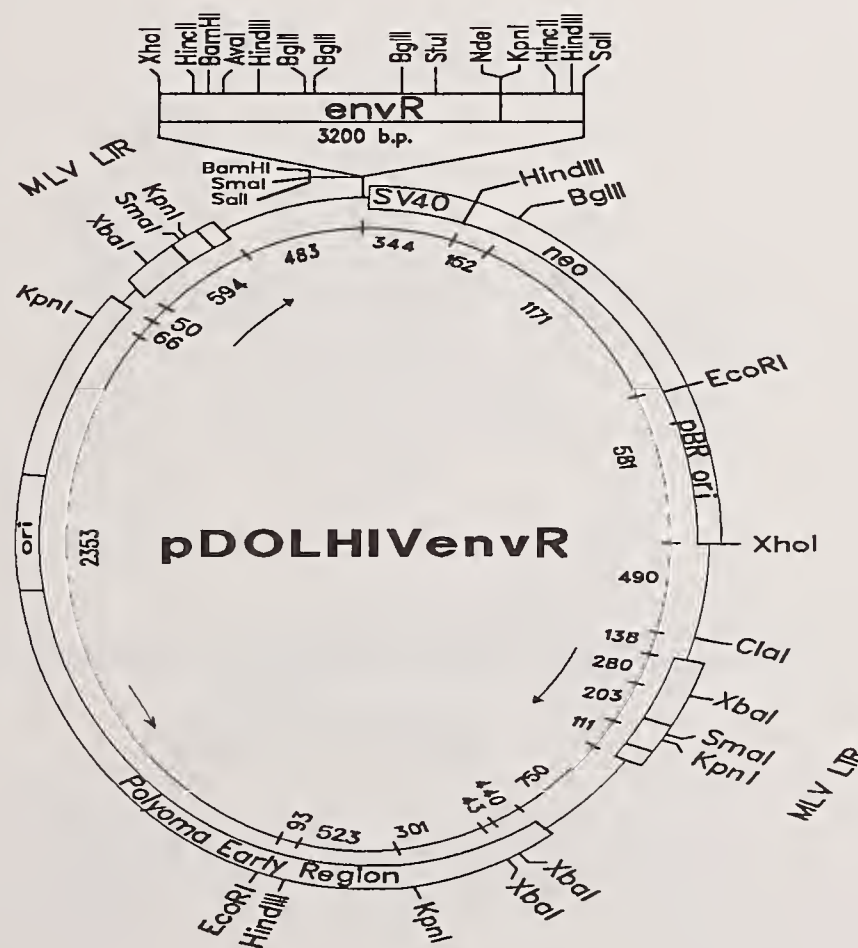 XhoI HincII BamHI AvaI HindIII BglII BglII BglII StuI NdeI KpnI HincII HindIII SalI
envR
3200 b.p.
BamHI
SmaI
SalI
MLV LTR
KpnI
SmaI
XbaI
KpnI
SV40
HindIII
BglII
neo
EcoRI
pBR ori
XhoI
ClaI
XbaI
SmaI
KpnI
MLV LTR
XbaI
XbaI
KpnI
HindIII
EcoRI
Polyoma Early Region
ori
483
344
152
1171
581
490
138
280
203
111
750
440
43
301
523
93
2353
66
50
594
pDOLHIVenvR